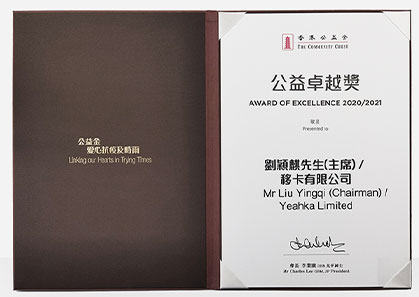 公益金
愛心抗疫及時雨
Linking our Hearts in Trying Times
香港公益金
THE COMMUNITY CHEST
公益卓越獎
AWARD OF EXCELLENCE 2020/2021
敬呈
Presented to
劉穎麒先生(主席)/
移卡有限公司
Mr Liu Yingqi (Chairman) /
Yeahka Limited
Mr Charles Lee GBM, JP President